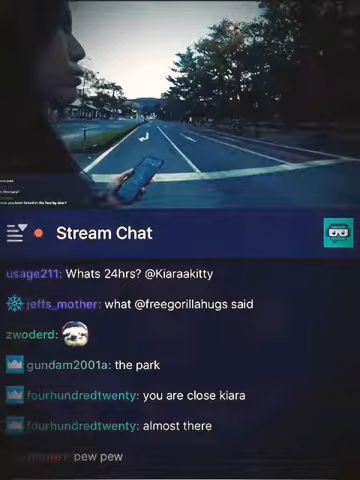 Stream Chat
usage211: Whats 24hrs? @Kiaraakitty
jeffs_mother: what @freegorillahugs said
zwoderd:
gundam2001a: the park
fourhundredtwenty: you are close kiara
fourhundredtwenty: almost there
pew pew